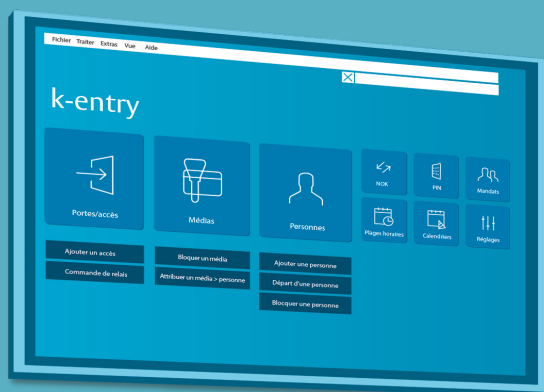 Fichier Traiter Extras Vue Aide
k-entry
Portes/accès
Médias
Personnes
NOK
PIN
Mandats
Plages horaires
Calendriers
Réglages
Ajouter un accès
Commande de relais
Bloquer un média
Attribuer un média > personne
Ajouter une personne
Départ d'une personne
Blocquer une personne